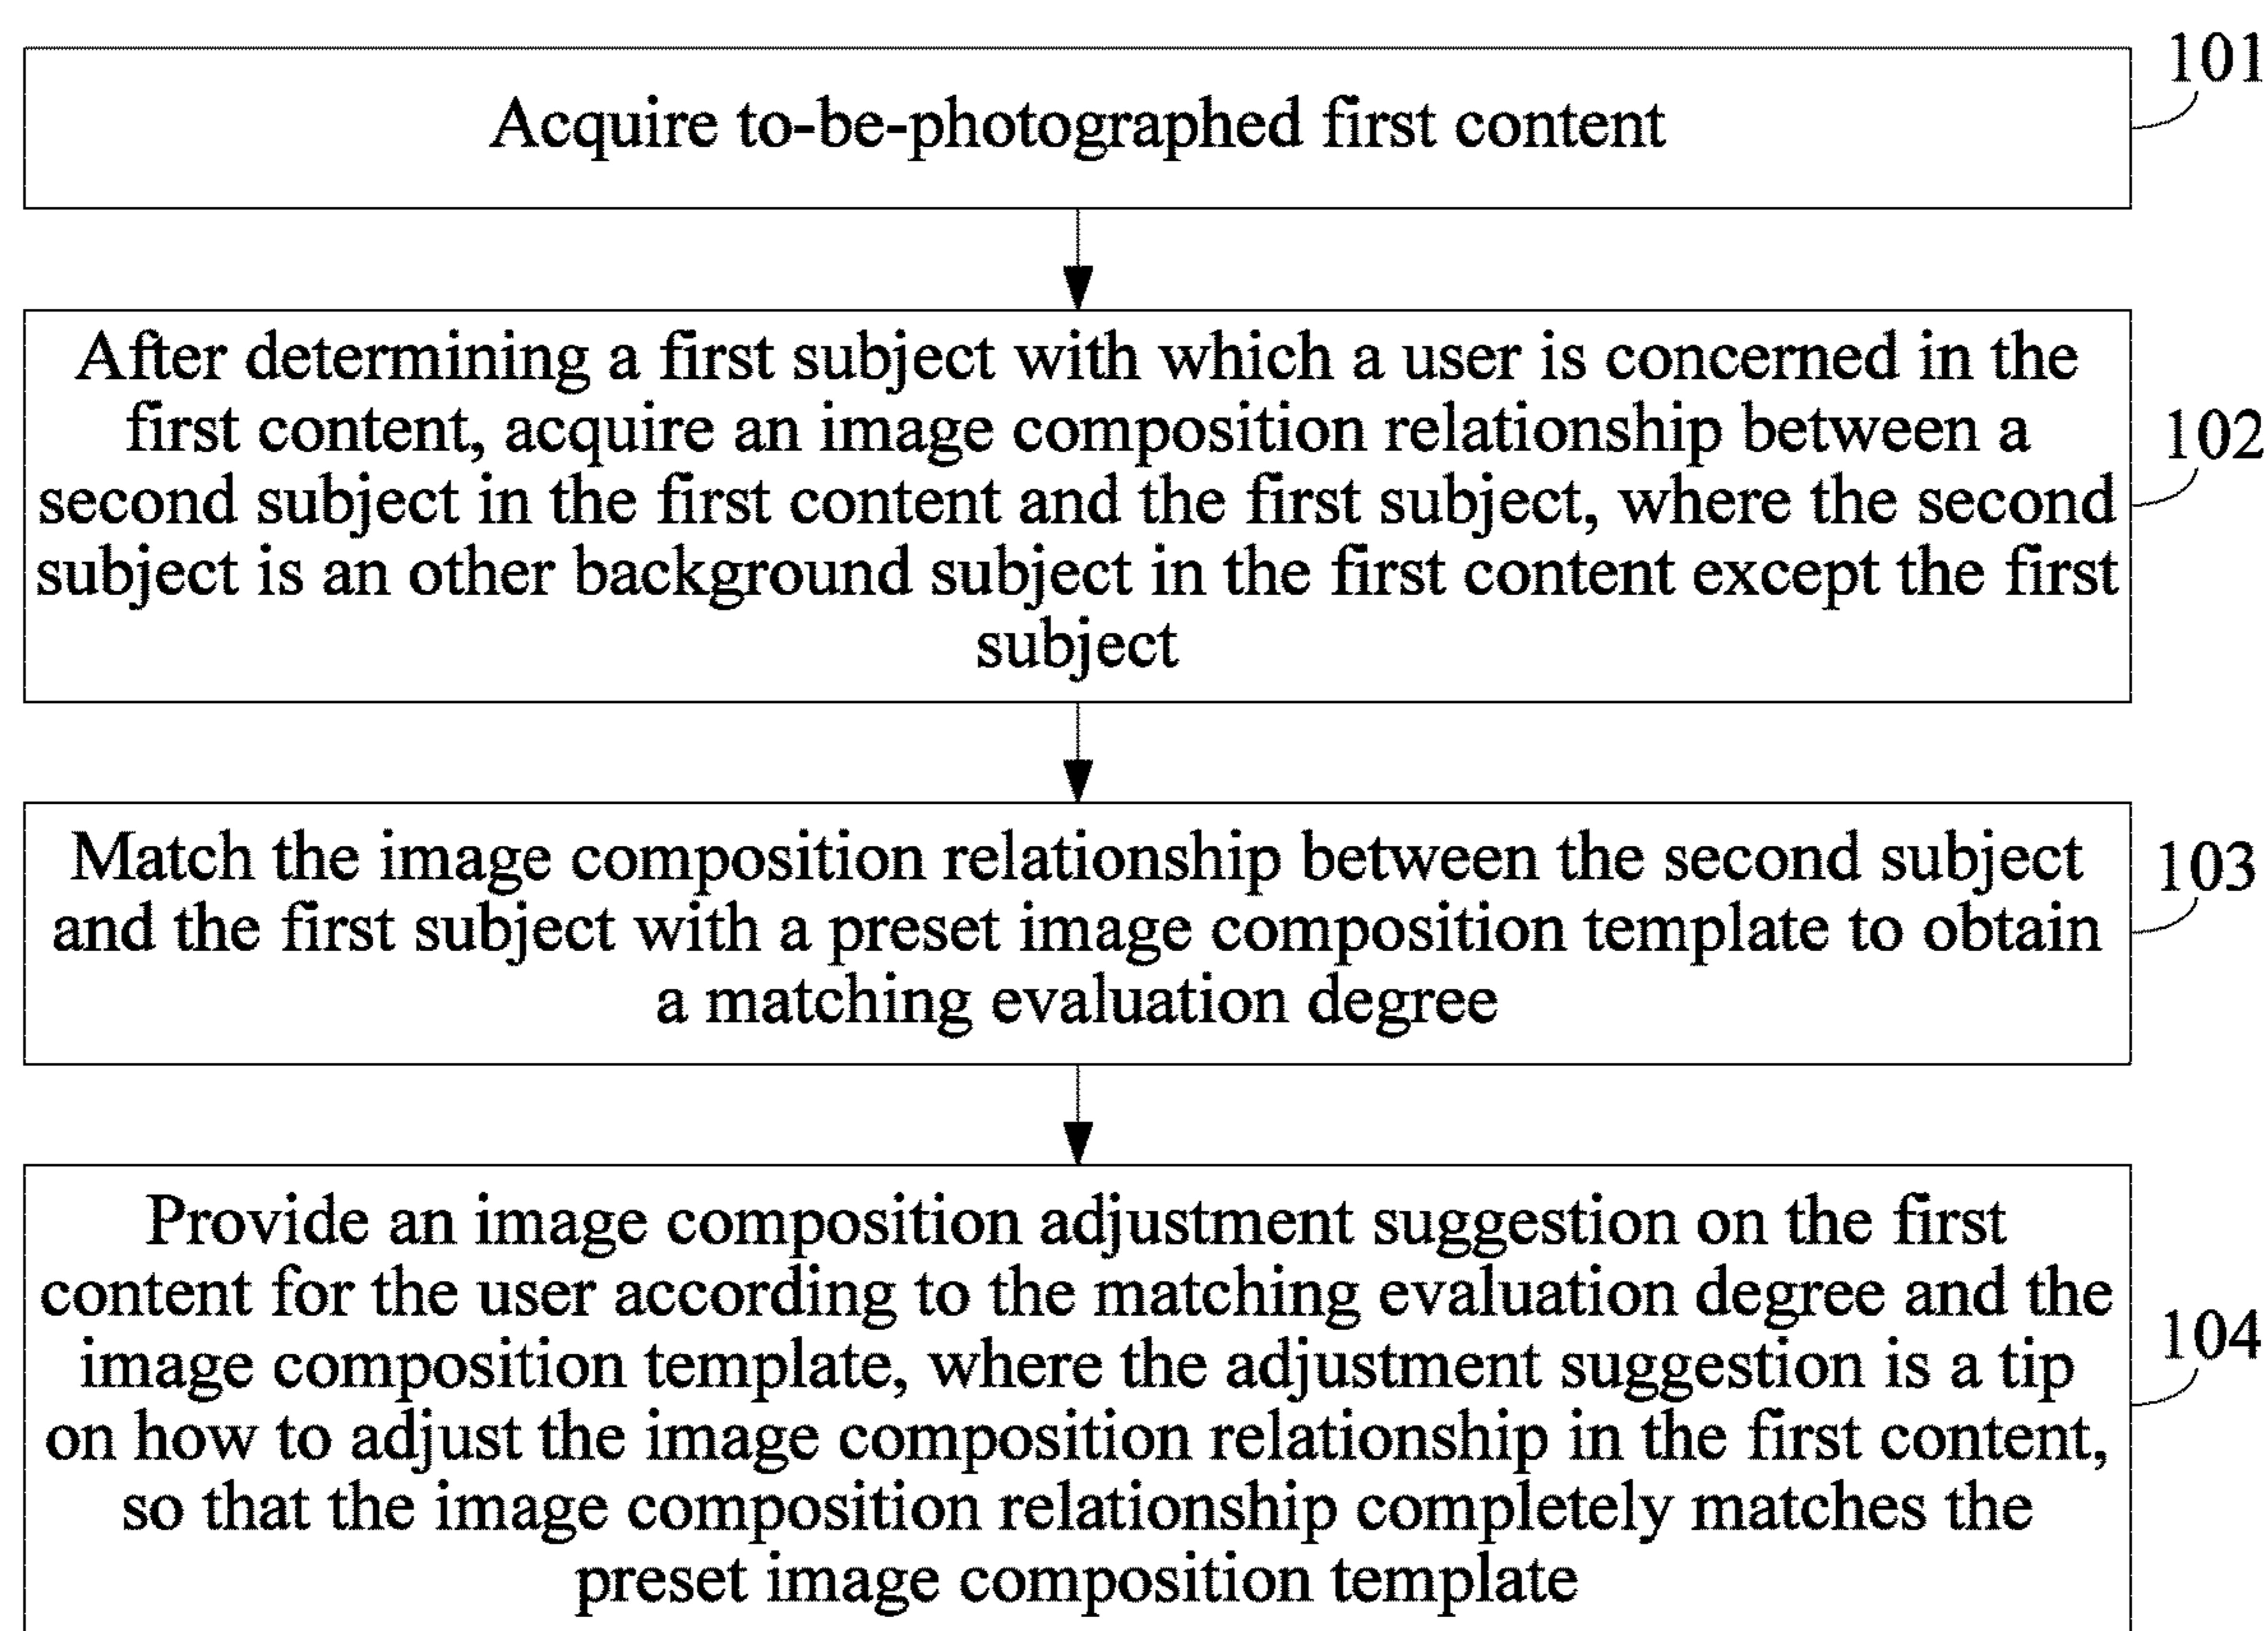 101
Acquire to-be-photographed first content
After determining a first subject with which a user is concerned in the
first content, acquire an image composition relationship between a
102
second subject in the first content and the first subject, where the second
subject is an other background subject in the first content except the first
subject
Match the image composition relationship between the second subject
103
and the first subject with a preset image composition template to obtain
a matching evaluation degree
Provide an image composition adjustment suggestion on the first
content for the user according to the matching evaluation degree and the
104
image composition template, where the adjustment suggestion is a tip
on how to adjust the image composition relationship in the first content,
so that the image composition relationship completely matches the
preset image composition template